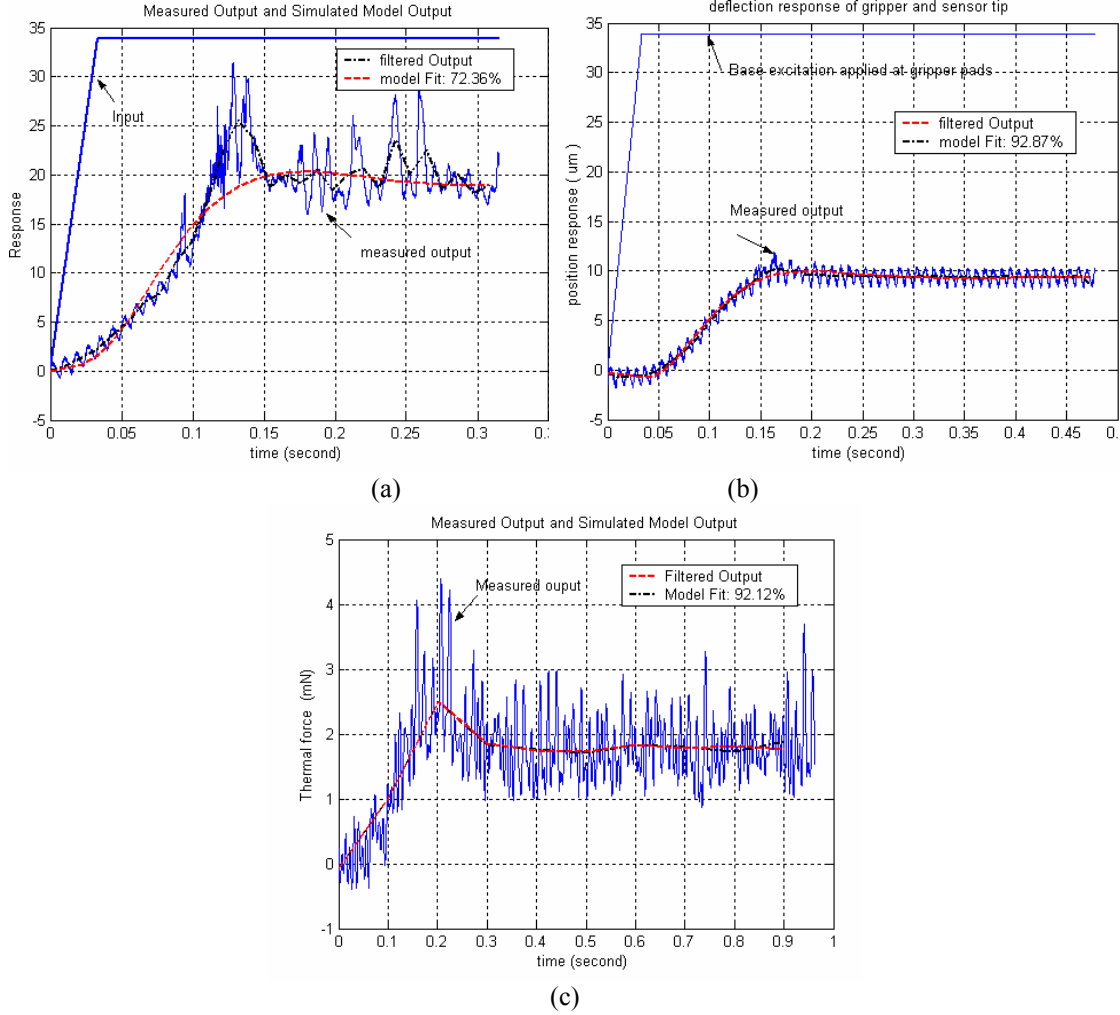 Measured Output and Simulated Model Output
35
30
25
20
15
10
5
0
-5
Response
filtered Output
model Fit: 72.36%
Input
measured output
0 0.05 0.1 0.15 0.2 0.25 0.3 0.3
time (second)
(a)
deflection response of gripper and sensor tip
35
30
25
20
15
10
5
0
-5
position response ( um )
Base excitation applied at gripper pads
filtered Output
model Fit: 92.87%
Measured output
0 0.05 0.1 0.15 0.2 0.25 0.3 0.35 0.4 0.45 0.
time (second)
(b)
Measured Output and Simulated Model Output
5
4
3
2
1
0
-1
Thermal force (mN)
Measured ouput
Filtered Output
Model Fit: 92.12%
0 0.1 0.2 0.3 0.4 0.5 0.6 0.7 0.8 0.9 1
time (second)
(c)